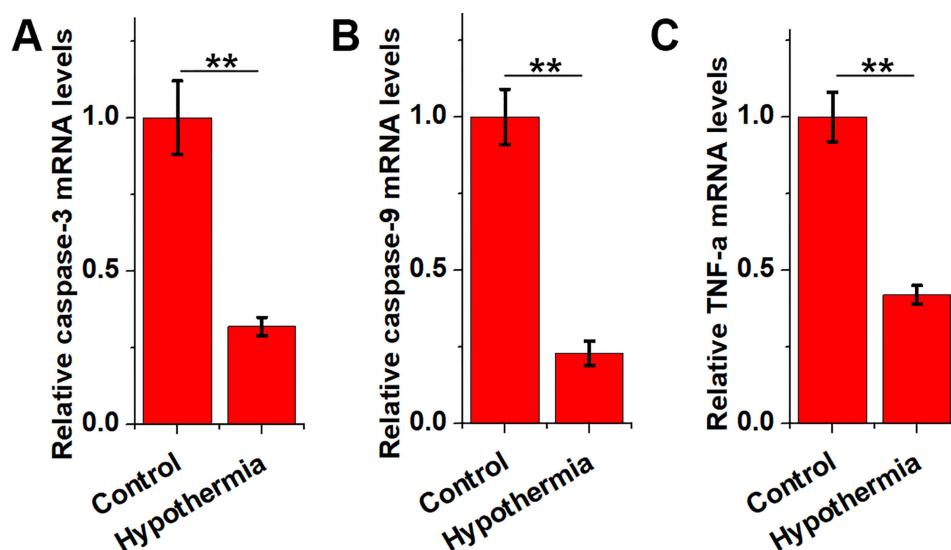 A
Relative caspase-3 mRNA levels
1.0
0.5
0.0
**
Control
Hypothermia
B
Relative caspase-9 mRNA levels
1.0
0.5
0.0
**
Control
Hypothermia
C
Relative TNF-a mRNA levels
1.0
0.5
0.0
**
Control
Hypothermia